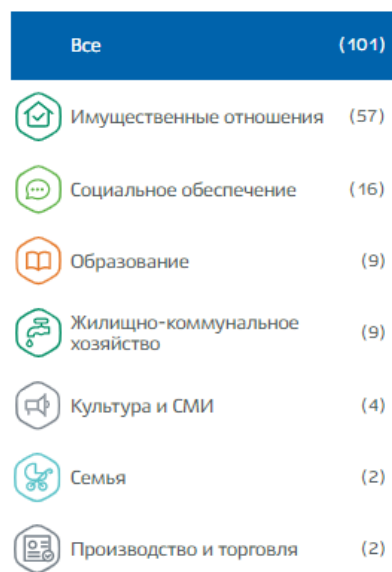 Все (101)
Имущественные отношения (57)
Социальное обеспечение (16)
Образование (9)
Жилищно-коммунальное
хозяйство (9)
Культура и СМИ (4)
Семья (2)
Производство и торговля (2)